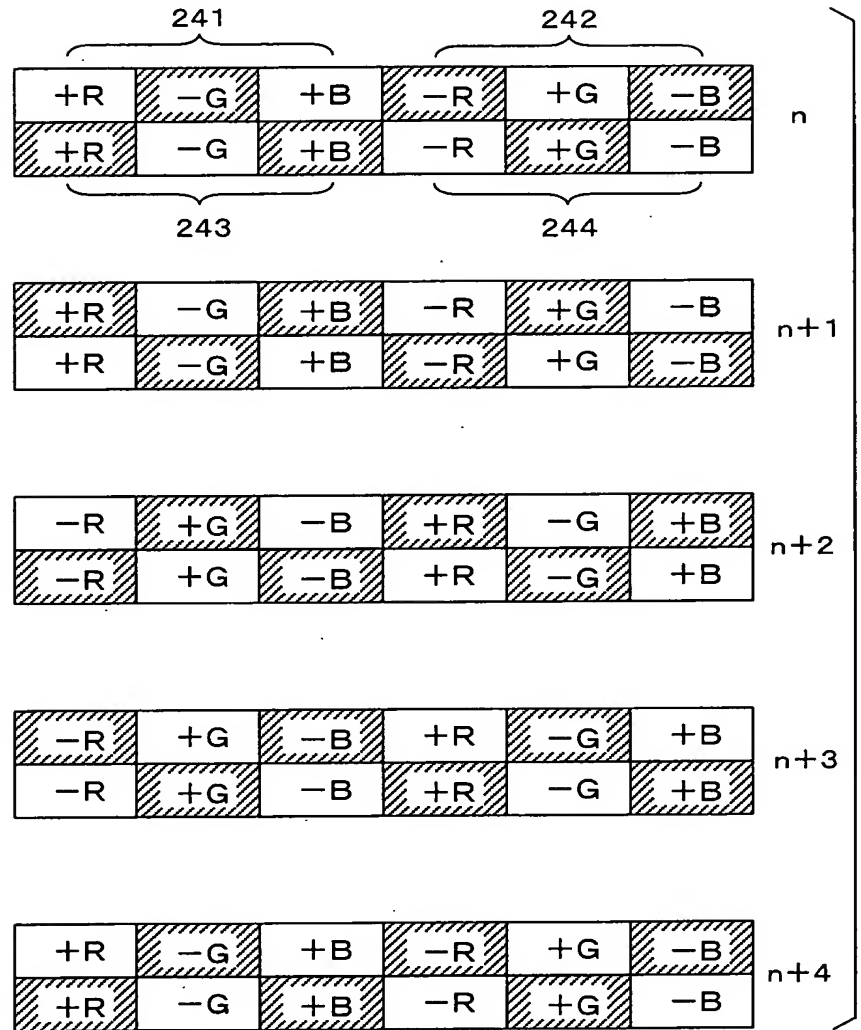 241 242
+R −G +B −R +G −B
n
+R −G +B −R +G −B
243 244
+R −G +B −R +G −B
n+1
+R −G +B −R +G −B
−R +G −B +R −G +B
n+2
−R +G −B +R −G +B
−R +G −B +R −G +B
n+3
−R +G −B +R −G +B
+R −G +B −R +G −B
n+4
+R −G +B −R +G −B